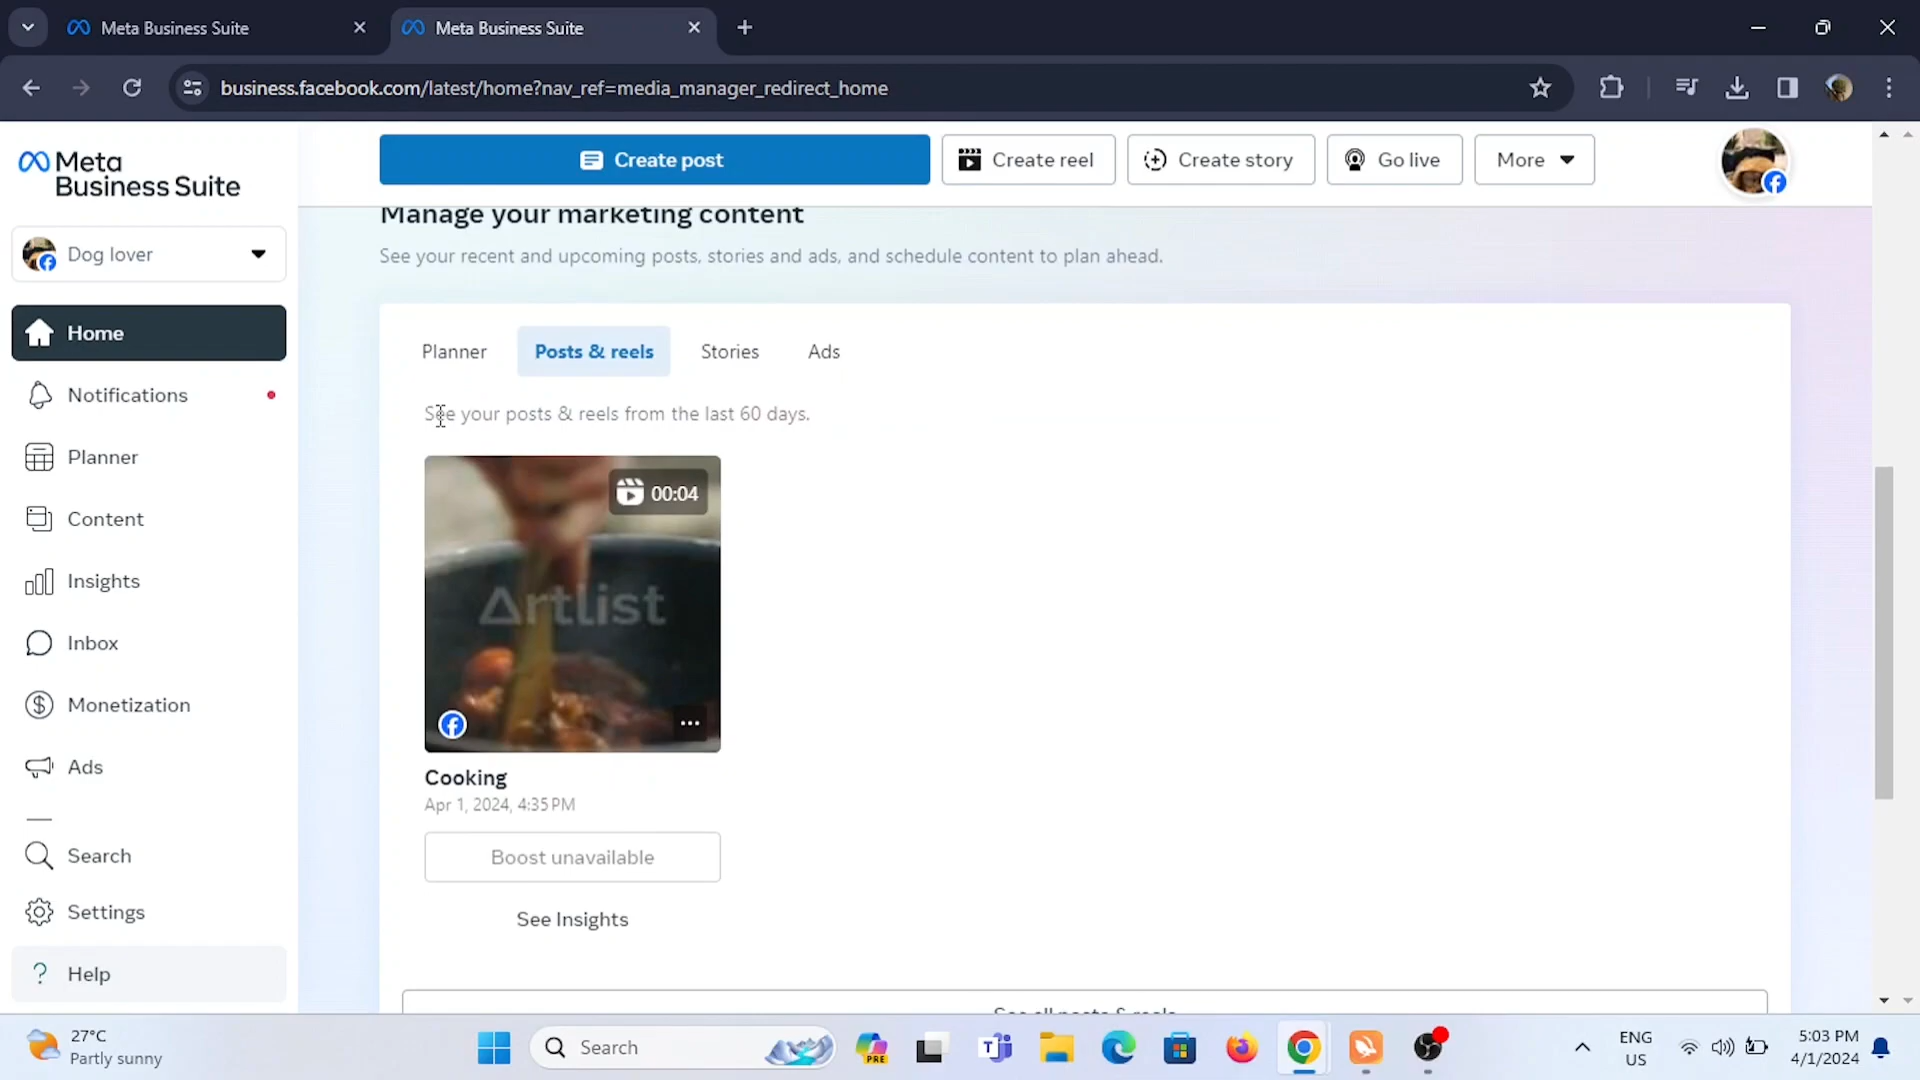 Meta Business Suite
Meta Business Suite
business.facebook.com/latest/home?nav_ref=media_manager_redirect_home
Meta
Business Suite
Create post
Create reel
Create story
Go live
More
Dog lover
Home
Notifications
Planner
Content
Insights
Inbox
Monetization
Ads
Search
Settings
? Help
Manage your marketing content
See your recent and upcoming posts, stories and ads, and schedule content to plan ahead.
Planner
Posts & reels
Stories
Ads
See your posts & reels from the last 60 days.
00:04
Artlist
Cooking
Apr 1, 2024, 4:35 PM
Boost unavailable
See Insights
See all posts & reels
27°C
Partly sunny
Search
PRE
ENG
US
5:03 PM
4/1/2024